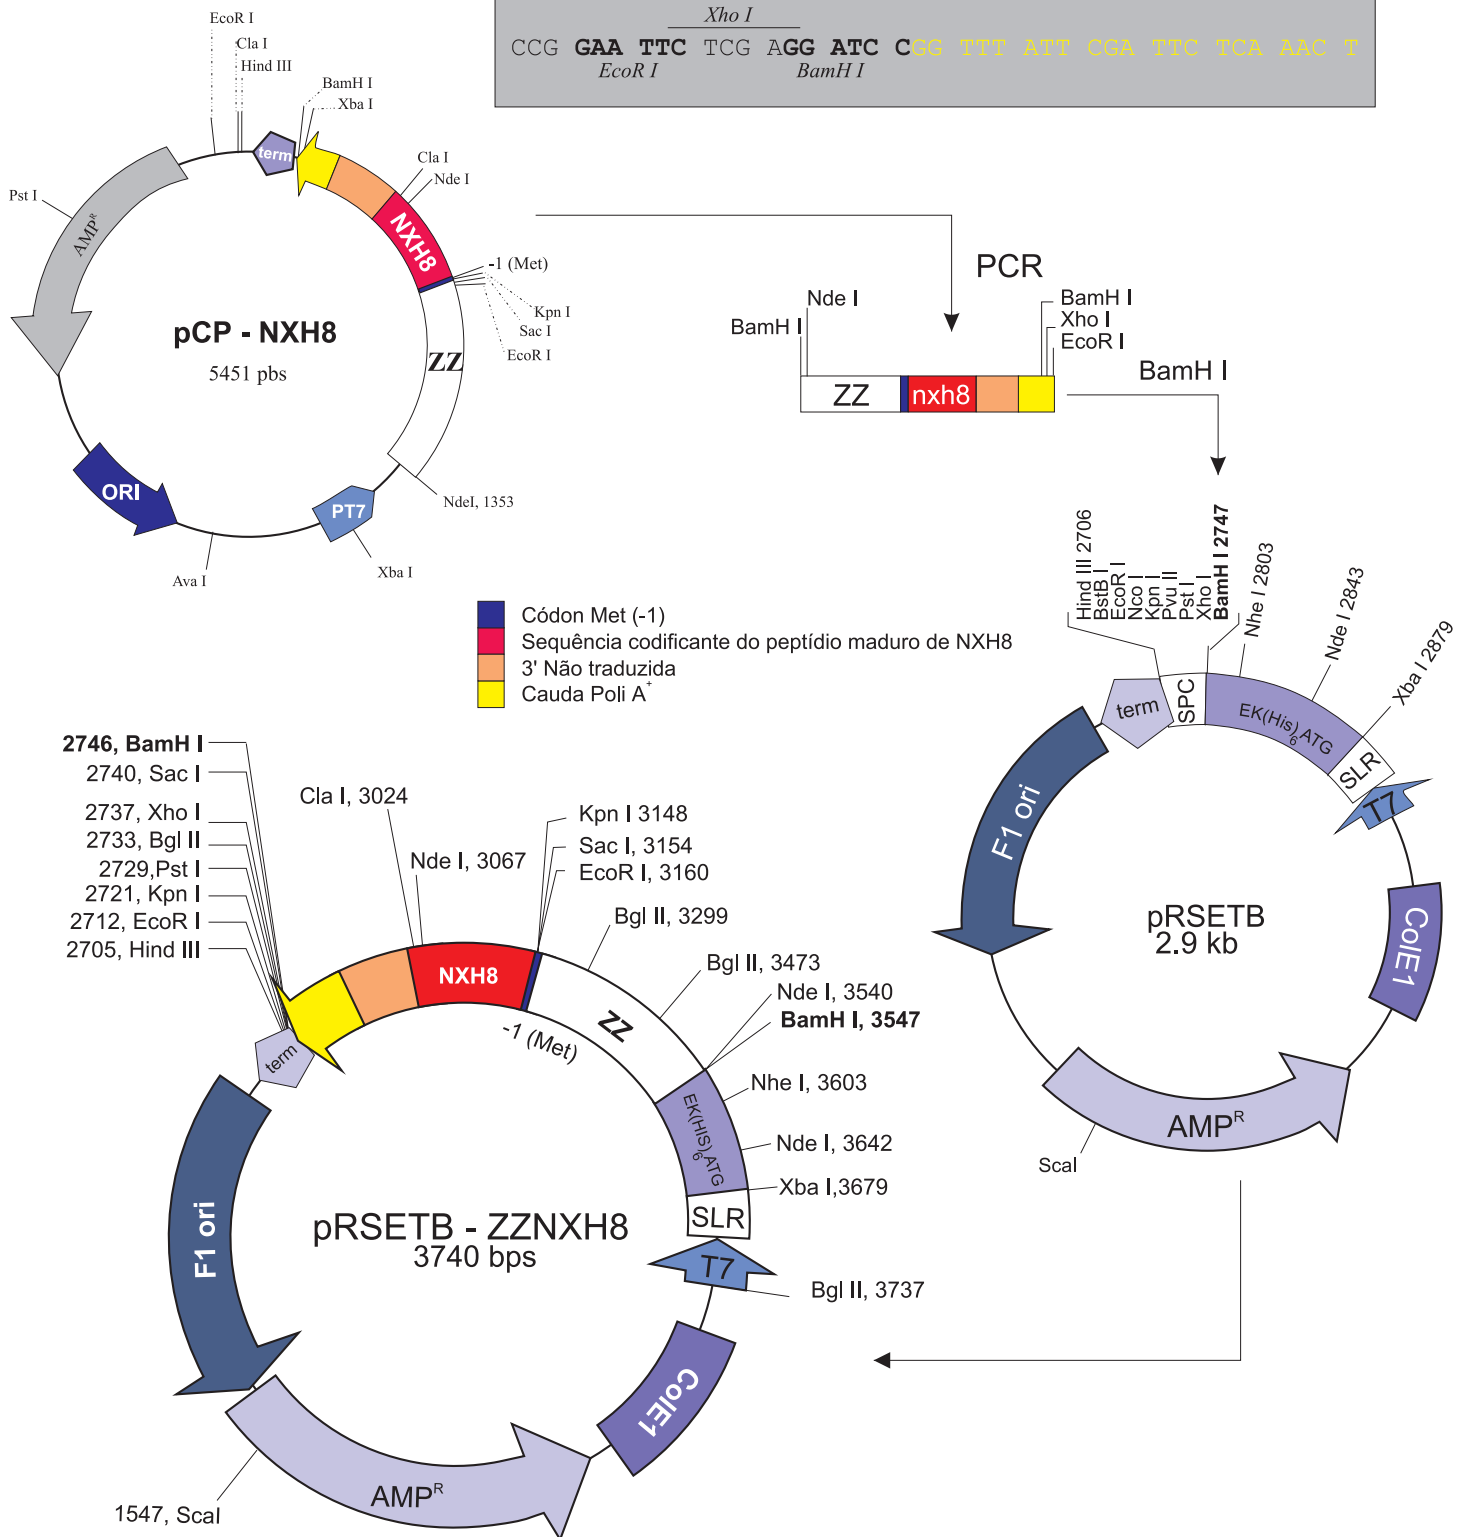 Xho I
CCG GAA TTC TCG AGG ATC CGG TTT ATT CGA TTC TCA AAC T
EcoR I
BamH I
EcoR I
Cla I
Hind III
BamH I
Xba I
term
Cla I
Nde I
Pst I
AMPR
NXH8
-1 (Met)
Kpn I
Sac I
EcoR I
pCP - NXH8
5451 pbs
ZZ
ORI
PT7
NdeI, 1353
Ava I
Xba I
PCR
Nde I
BamH I
BamH I
Xho I
EcoR I
ZZ
nxh8
BamH I
Códon Met (-1)
Sequência codificante do peptídio maduro de NXH8
3' Não traduzida
Cauda Poli A+
Hind III 2706
BstB I
EcoR I
Nco I
Kpn I
Pvu II
Pst I
Xho I
BamH I 2747
Nhe I 2803
Nde I 2843
Xba I 2879
term
SPC
EK(His)6 ATG
SLR
T7
F1 ori
pRSETB
2.9 kb
ColE1
AMPR
ScaI
2746, BamH I
2740, Sac I
2737, Xho I
2733, Bgl II
2729,Pst I
2721, Kpn I
2712, EcoR I
2705, Hind III
Cla I, 3024
Nde I, 3067
Kpn I 3148
Sac I, 3154
EcoR I, 3160
Bgl II, 3299
Bgl II, 3473
Nde I, 3540
BamH I, 3547
NXH8
-1 (Met)
ZZ
term
Nhe I, 3603
EK(HIS)6 ATG
Nde I, 3642
Xba I,3679
SLR
T7
Bgl II, 3737
F1 ori
pRSETB - ZZNXH8
3740 bps
ColE1
AMPR
1547, ScaI